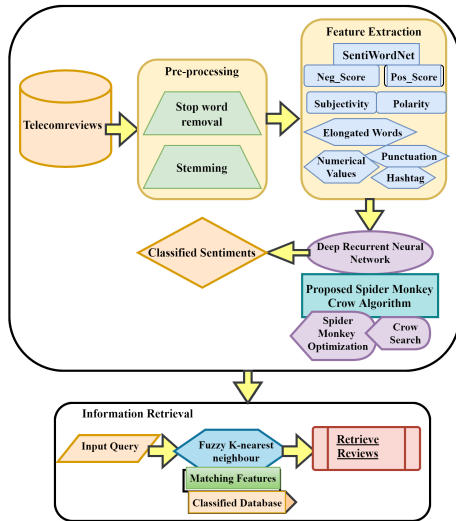 Feature Extraction
SentiWordNet
Neg_Score
Pos_Score
Subjectivity
Polarity
Elongated Words
Numerical
Values
Punctuation
Hashtag
Pre-processing
Stop word
removal
Stemming
Telecomreviews
Classified Sentiments
Deep Recurrent Neural
Network
Proposed Spider Monkey
Crow Algorithm
Spider
Monkey
Optimization
Crow
Search
Information Retrival
Input Query
Fuzzy K-nearest
neighbour
Matching Features
Classified Database
Retrieve
Reviews